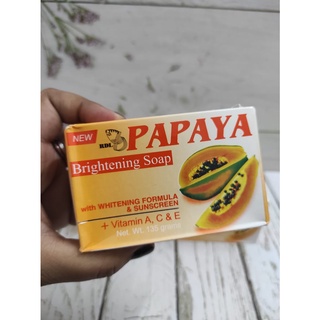 NEW
RDL
PAPAYA
Brightening Soap
with WHITENING FORMULA
& SUNSCREEN
+ Vitamin A, C & E
Net. Wt. 135 grams